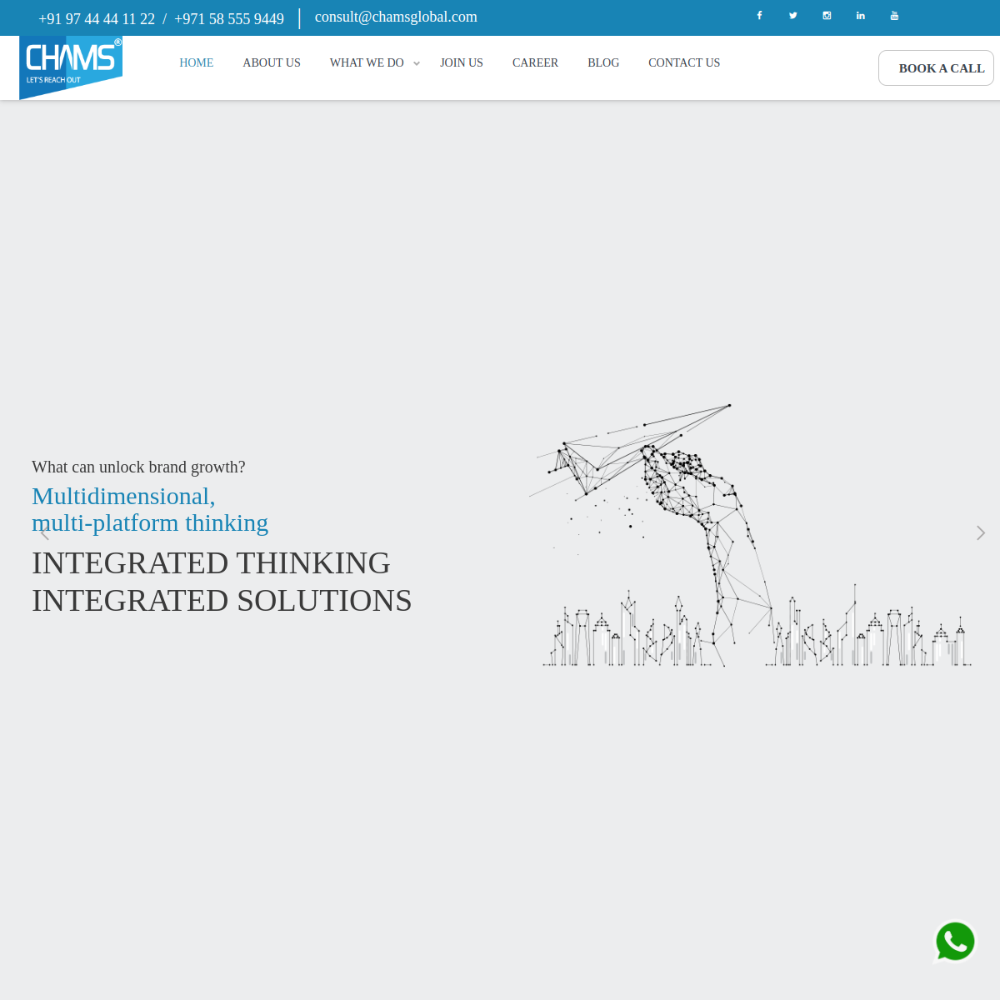 +91 97 44 44 11 22 / +971 58 555 9449 | consult@chamsglobal.com
CHAMS®
LET'S REACH OUT
HOME ABOUT US WHAT WE DO JOIN US CAREER BLOG CONTACT US
BOOK A CALL
What can unlock brand growth?
Multidimensional,
multi-platform thinking
INTEGRATED THINKING
INTEGRATED SOLUTIONS